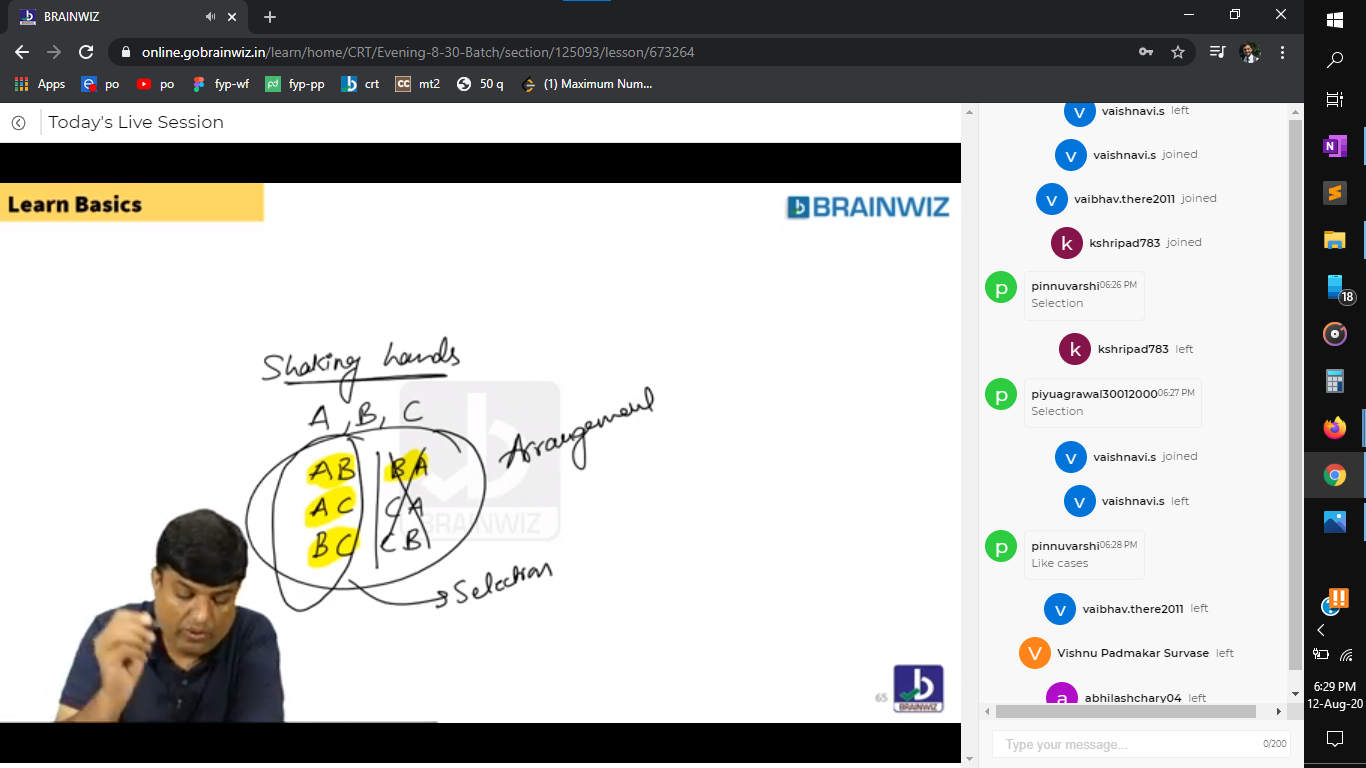 BRAINWIZ
online.gobrainwiz.in/learn/home/CRT/Evening-8-30-Batch/section/125093/lesson/673264
Apps po po fyp-wf fyp-pp crt CC mt2 50 q (1) Maximum Num...
Today's Live Session
Learn Basics
BRAINWIZ
Shaking hands
A, B, C
Arrangement
AB BA
AC CA
BC CB
BRAINWIZ
Selection
65
BRAINWIZ
v vaishnavi.s left
v vaishnavi.s joined
v vaibhav.there2011 joined
k kshripad783 joined
p pinnuvarshi 06:26 PM
Selection
k kshripad783 left
p piyuagrawal30012000 06:27 PM
Selection
v vaishnavi.s joined
v vaishnavi.s left
p pinnuvarshi 06:28 PM
Like cases
v vaibhav.there2011 left
V Vishnu Padmakar Survase left
a abhilashchary04 left
Type your message... 0/200
N
18
6:29 PM
12-Aug-20